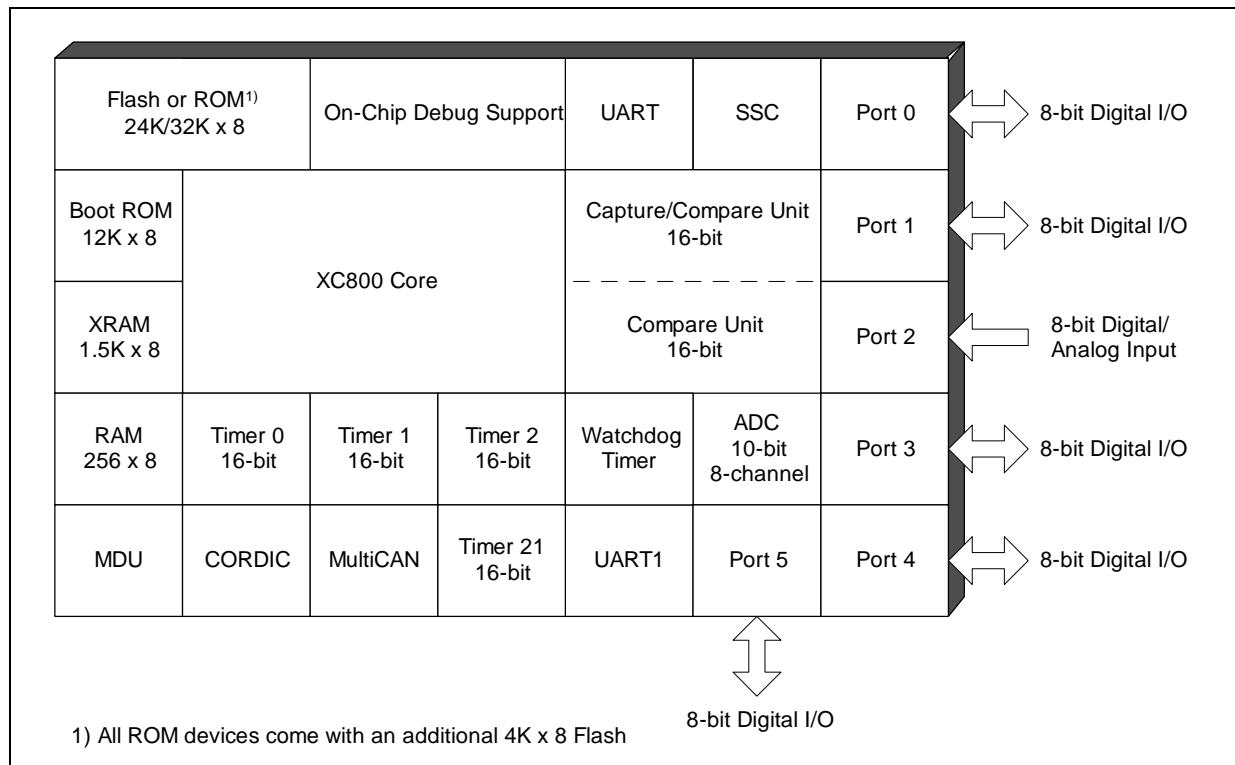 Flash or ROM1)
24K/32K x 8
On-Chip Debug Support
UART
SSC
Port 0
8-bit Digital I/O
Boot ROM
12K x 8
XC800 Core
Capture/Compare Unit
16-bit
Port 1
8-bit Digital I/O
XRAM
1.5K x 8
Compare Unit
16-bit
Port 2
8-bit Digital/
Analog Input
RAM
256 x 8
Timer 0
16-bit
Timer 1
16-bit
Timer 2
16-bit
Watchdog
Timer
ADC
10-bit
8-channel
Port 3
8-bit Digital I/O
MDU
CORDIC
MultiCAN
Timer 21
16-bit
UART1
Port 5
Port 4
8-bit Digital I/O
8-bit Digital I/O
1) All ROM devices come with an additional 4K x 8 Flash